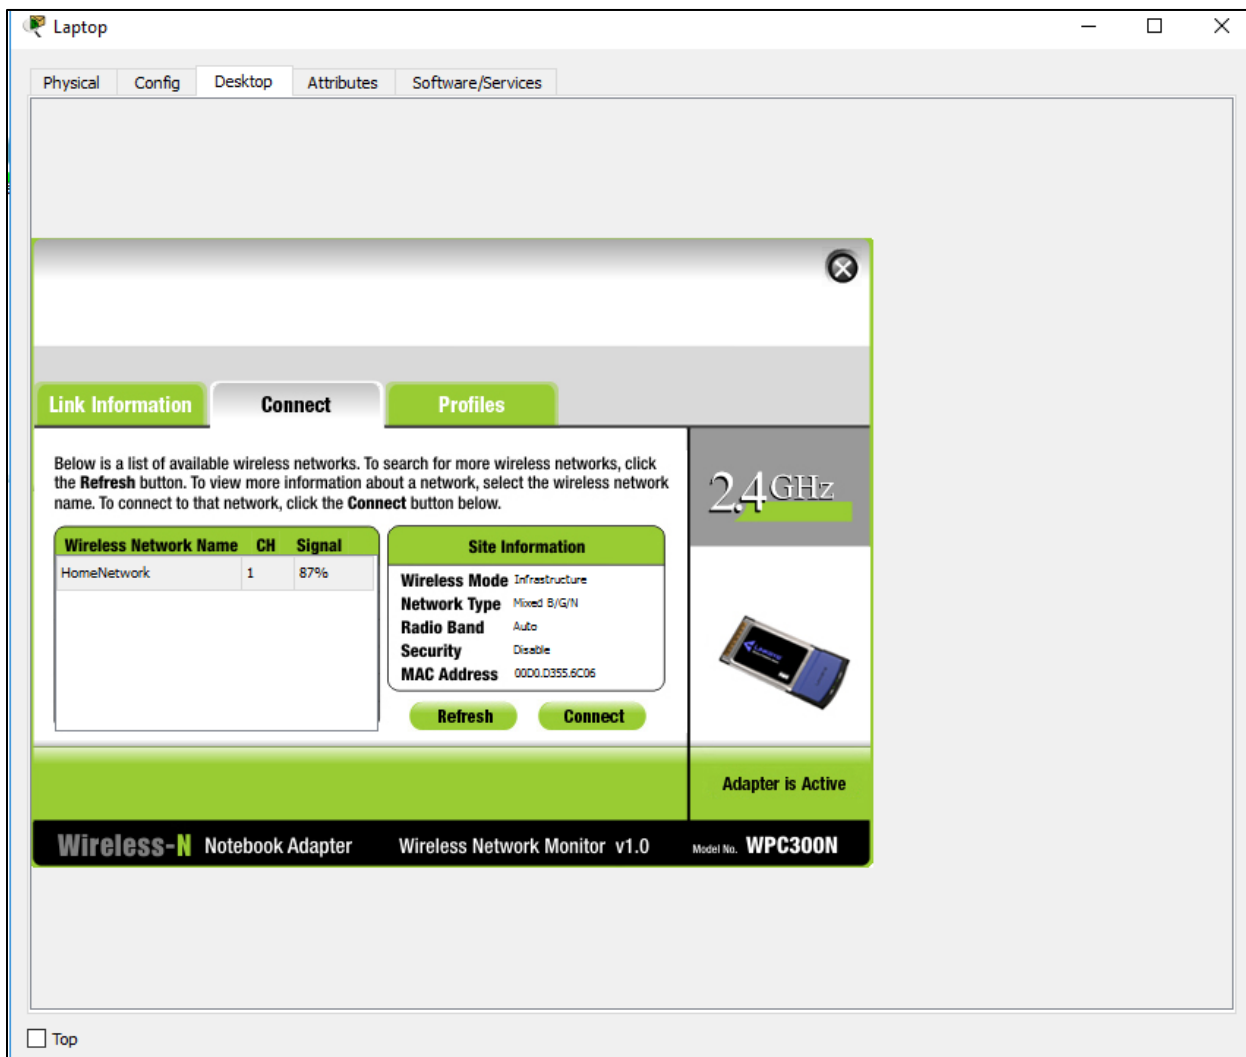 Laptop
Physical Config Desktop Attributes Software/Services
Link Information Connect Profiles
Below is a list of available wireless networks. To search for more wireless networks, click
the Refresh button. To view more information about a network, select the wireless network
name. To connect to that network, click the Connect button below.
2.4GHz
Wireless Network Name CH Signal
HomeNetwork 1 87%
Site Information
Wireless Mode Infrastructure
Network Type Mixed B/G/N
Radio Band Auto
Security Disable
MAC Address 00D0.D355.6C06
Refresh Connect
Adapter is Active
Wireless-N Notebook Adapter Wireless Network Monitor v1.0 Model No. WPC300N
Top